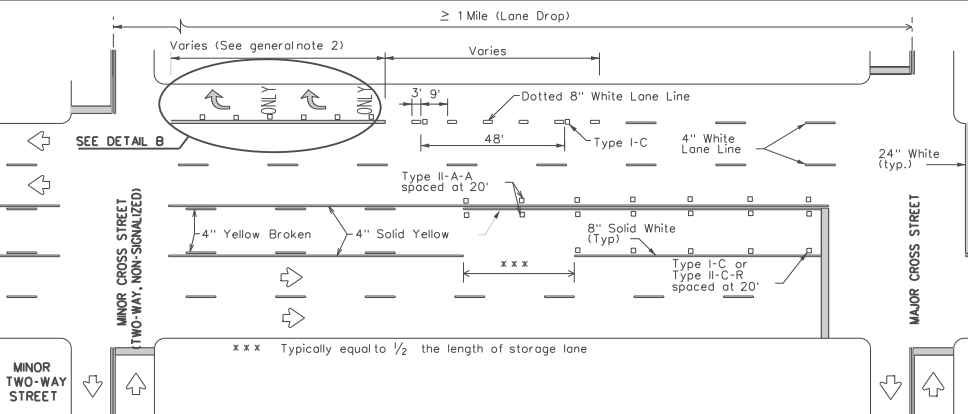 ≥ 1 Mile (Lane Drop)
Varies (See general note 2)
Varies
3'
9'
ONLY
ONLY
Dotted 8" White Lane Line
SEE DETAIL B
48'
Type I-C
4" White
Lane Line
24" White
(typ.)
Type II-A-A
spaced at 20'
MINOR CROSS STREET
(TWO-WAY, NON-SIGNALIZED)
4" Yellow Broken
4" Solid Yellow
8" Solid White
(Typ)
MAJOR CROSS STREET
***
Type I-C or
Type II-C-R
spaced at 20'
*** Typically equal to 1/2 the length of storage lane
MINOR
TWO-WAY
STREET